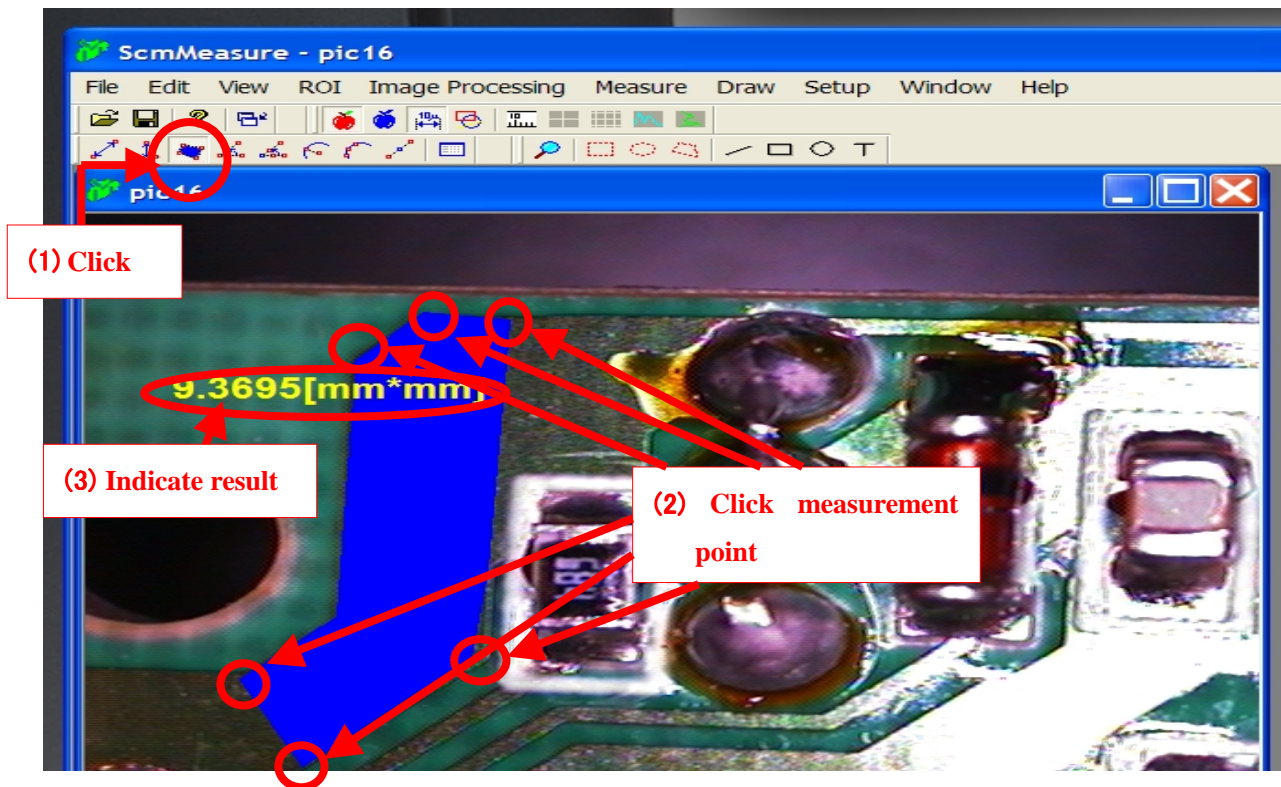 ScmMeasure - pic16
File Edit View ROI Image Processing Measure Draw Setup Window Help
pic16
(1) Click
9.3695[mm*mm]
(3) Indicate result
(2) Click measurement
point